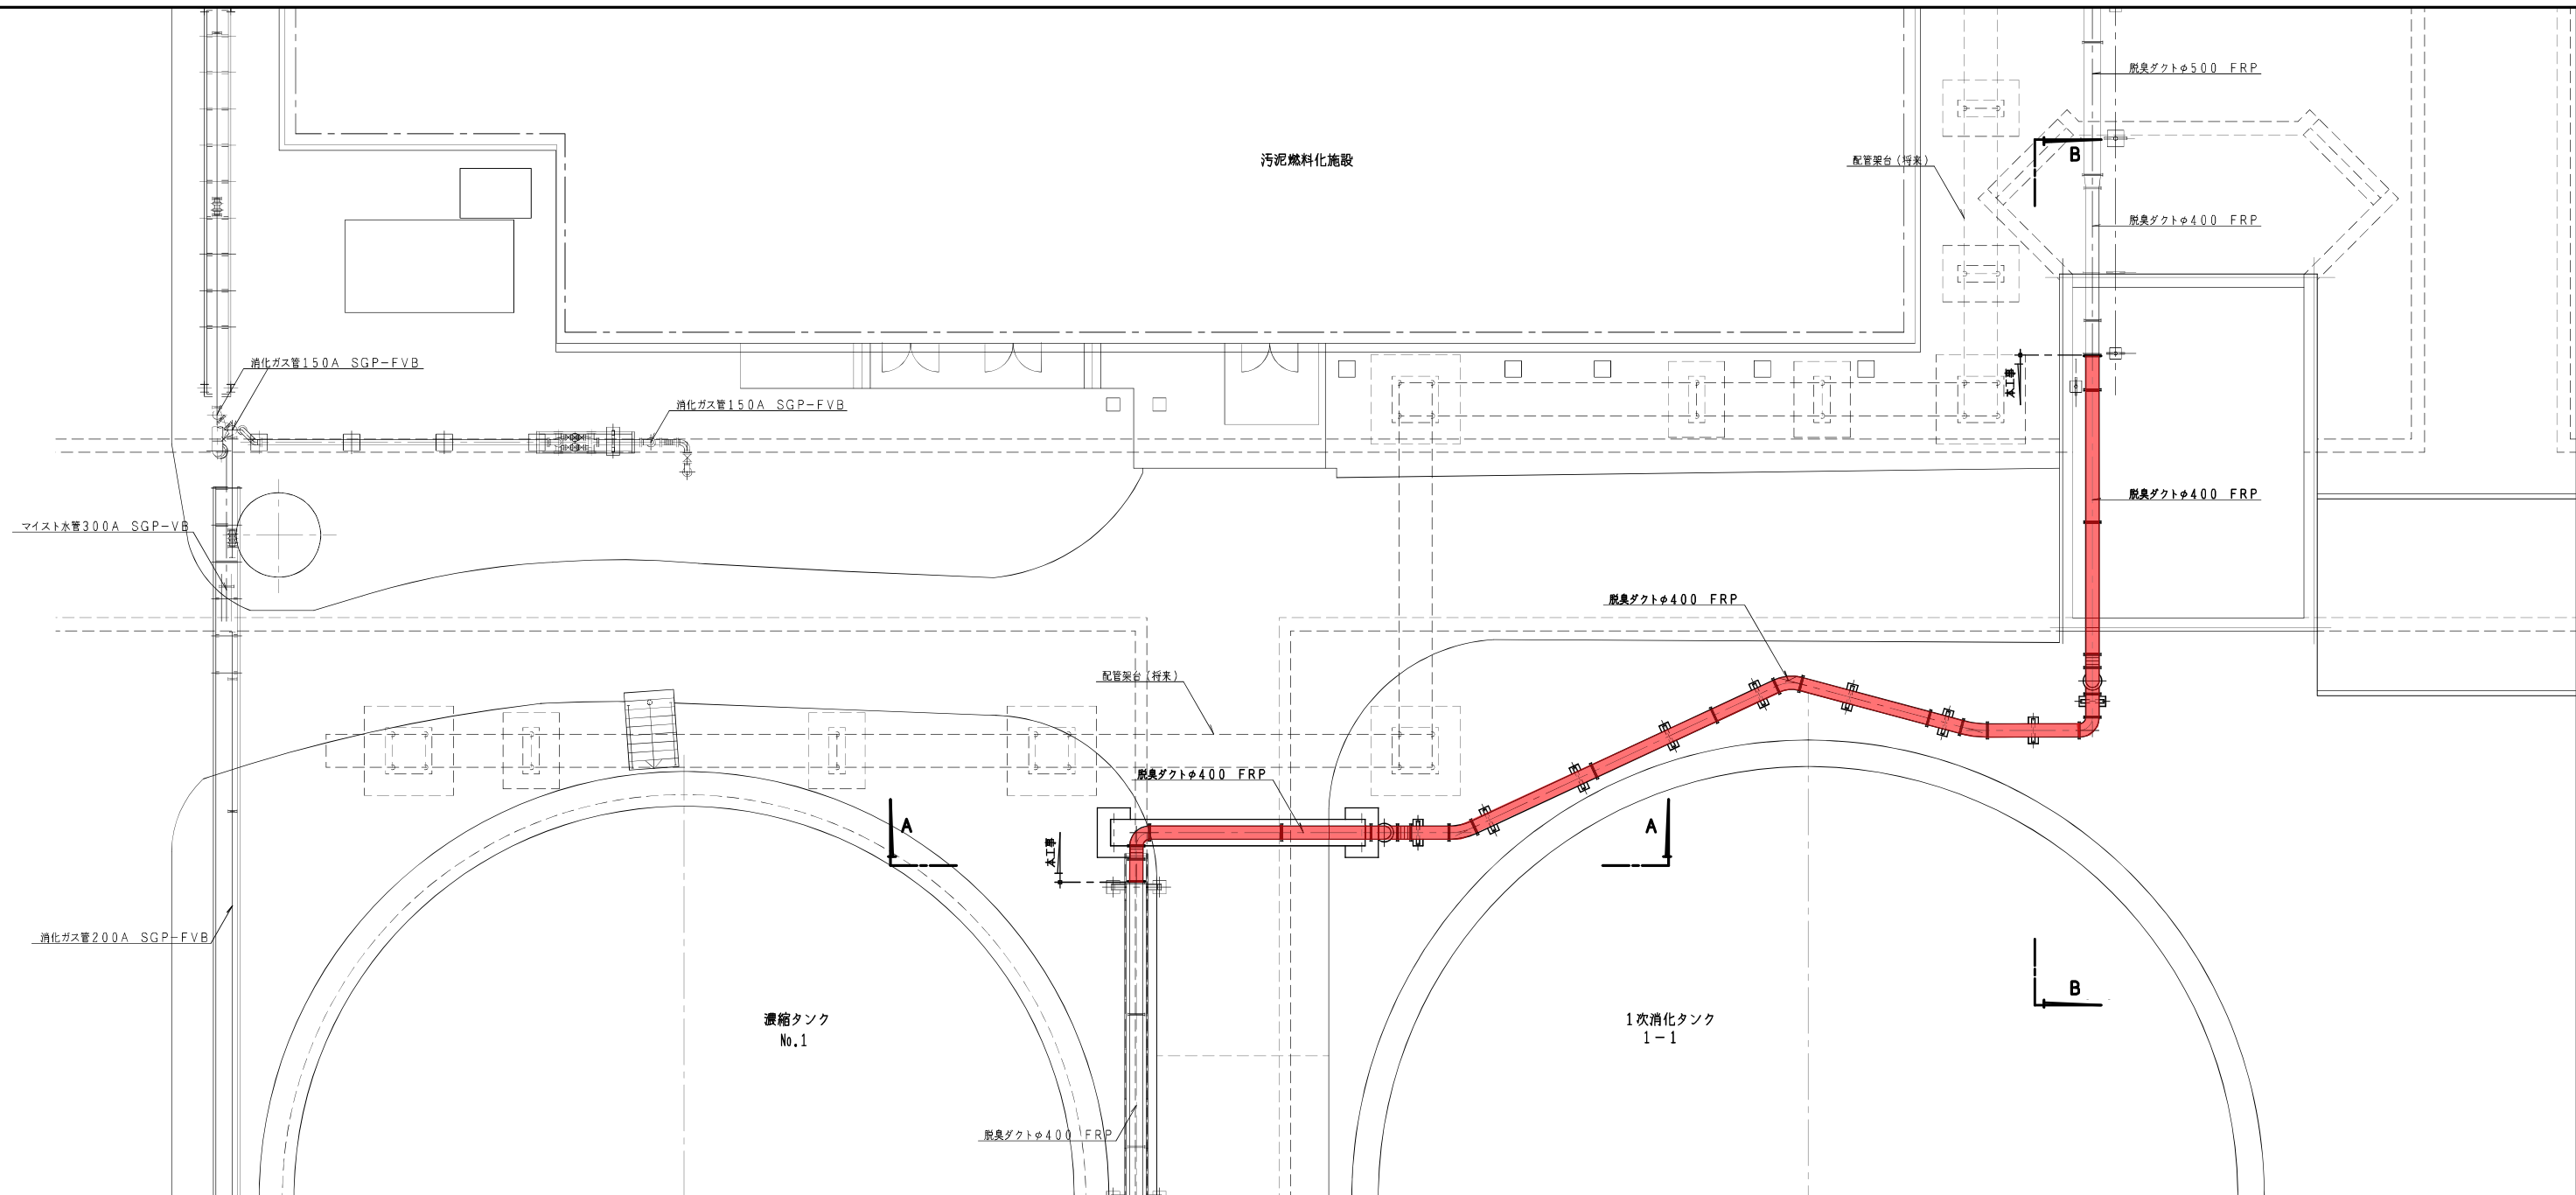 脱臭ダクトφ500 FRP
B
汚泥燃料化施設
配管架台(将来)
脱臭ダクトφ400 FRP
消化ガス管150A SGP-FVB
本工事
消化ガス管150A SGP-FVB
脱臭ダクトφ400 FRP
マイスト水管300A SGP-VB
脱臭ダクトφ400 FRP
配管架台(将来)
脱臭ダクトφ400 FRP
A
A
本工事
消化ガス管200A SGP-FVB
B
濃縮タンク
No.1
1次消化タンク
1-1
脱臭ダクトφ400 FRP